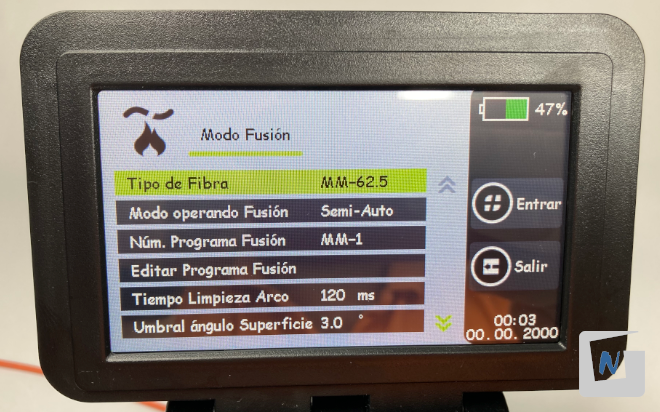 Modo Fusión
47%
Tipo de Fibra MM-62.5
Modo operando Fusión Semi-Auto
Núm. Programa Fusión MM-1
Editar Programa Fusión
Tiempo Limpieza Arco 120 ms
Umbral ángulo Superficie 3.0 °
Entrar
Salir
00:03
00.00.2000
N